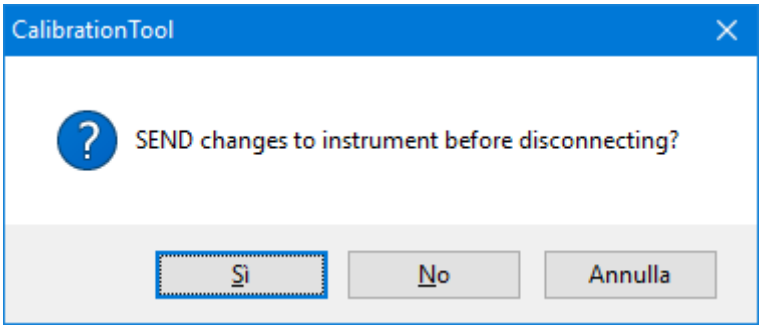 CalibrationTool
SEND changes to instrument before disconnecting?
Sì
No
Annulla